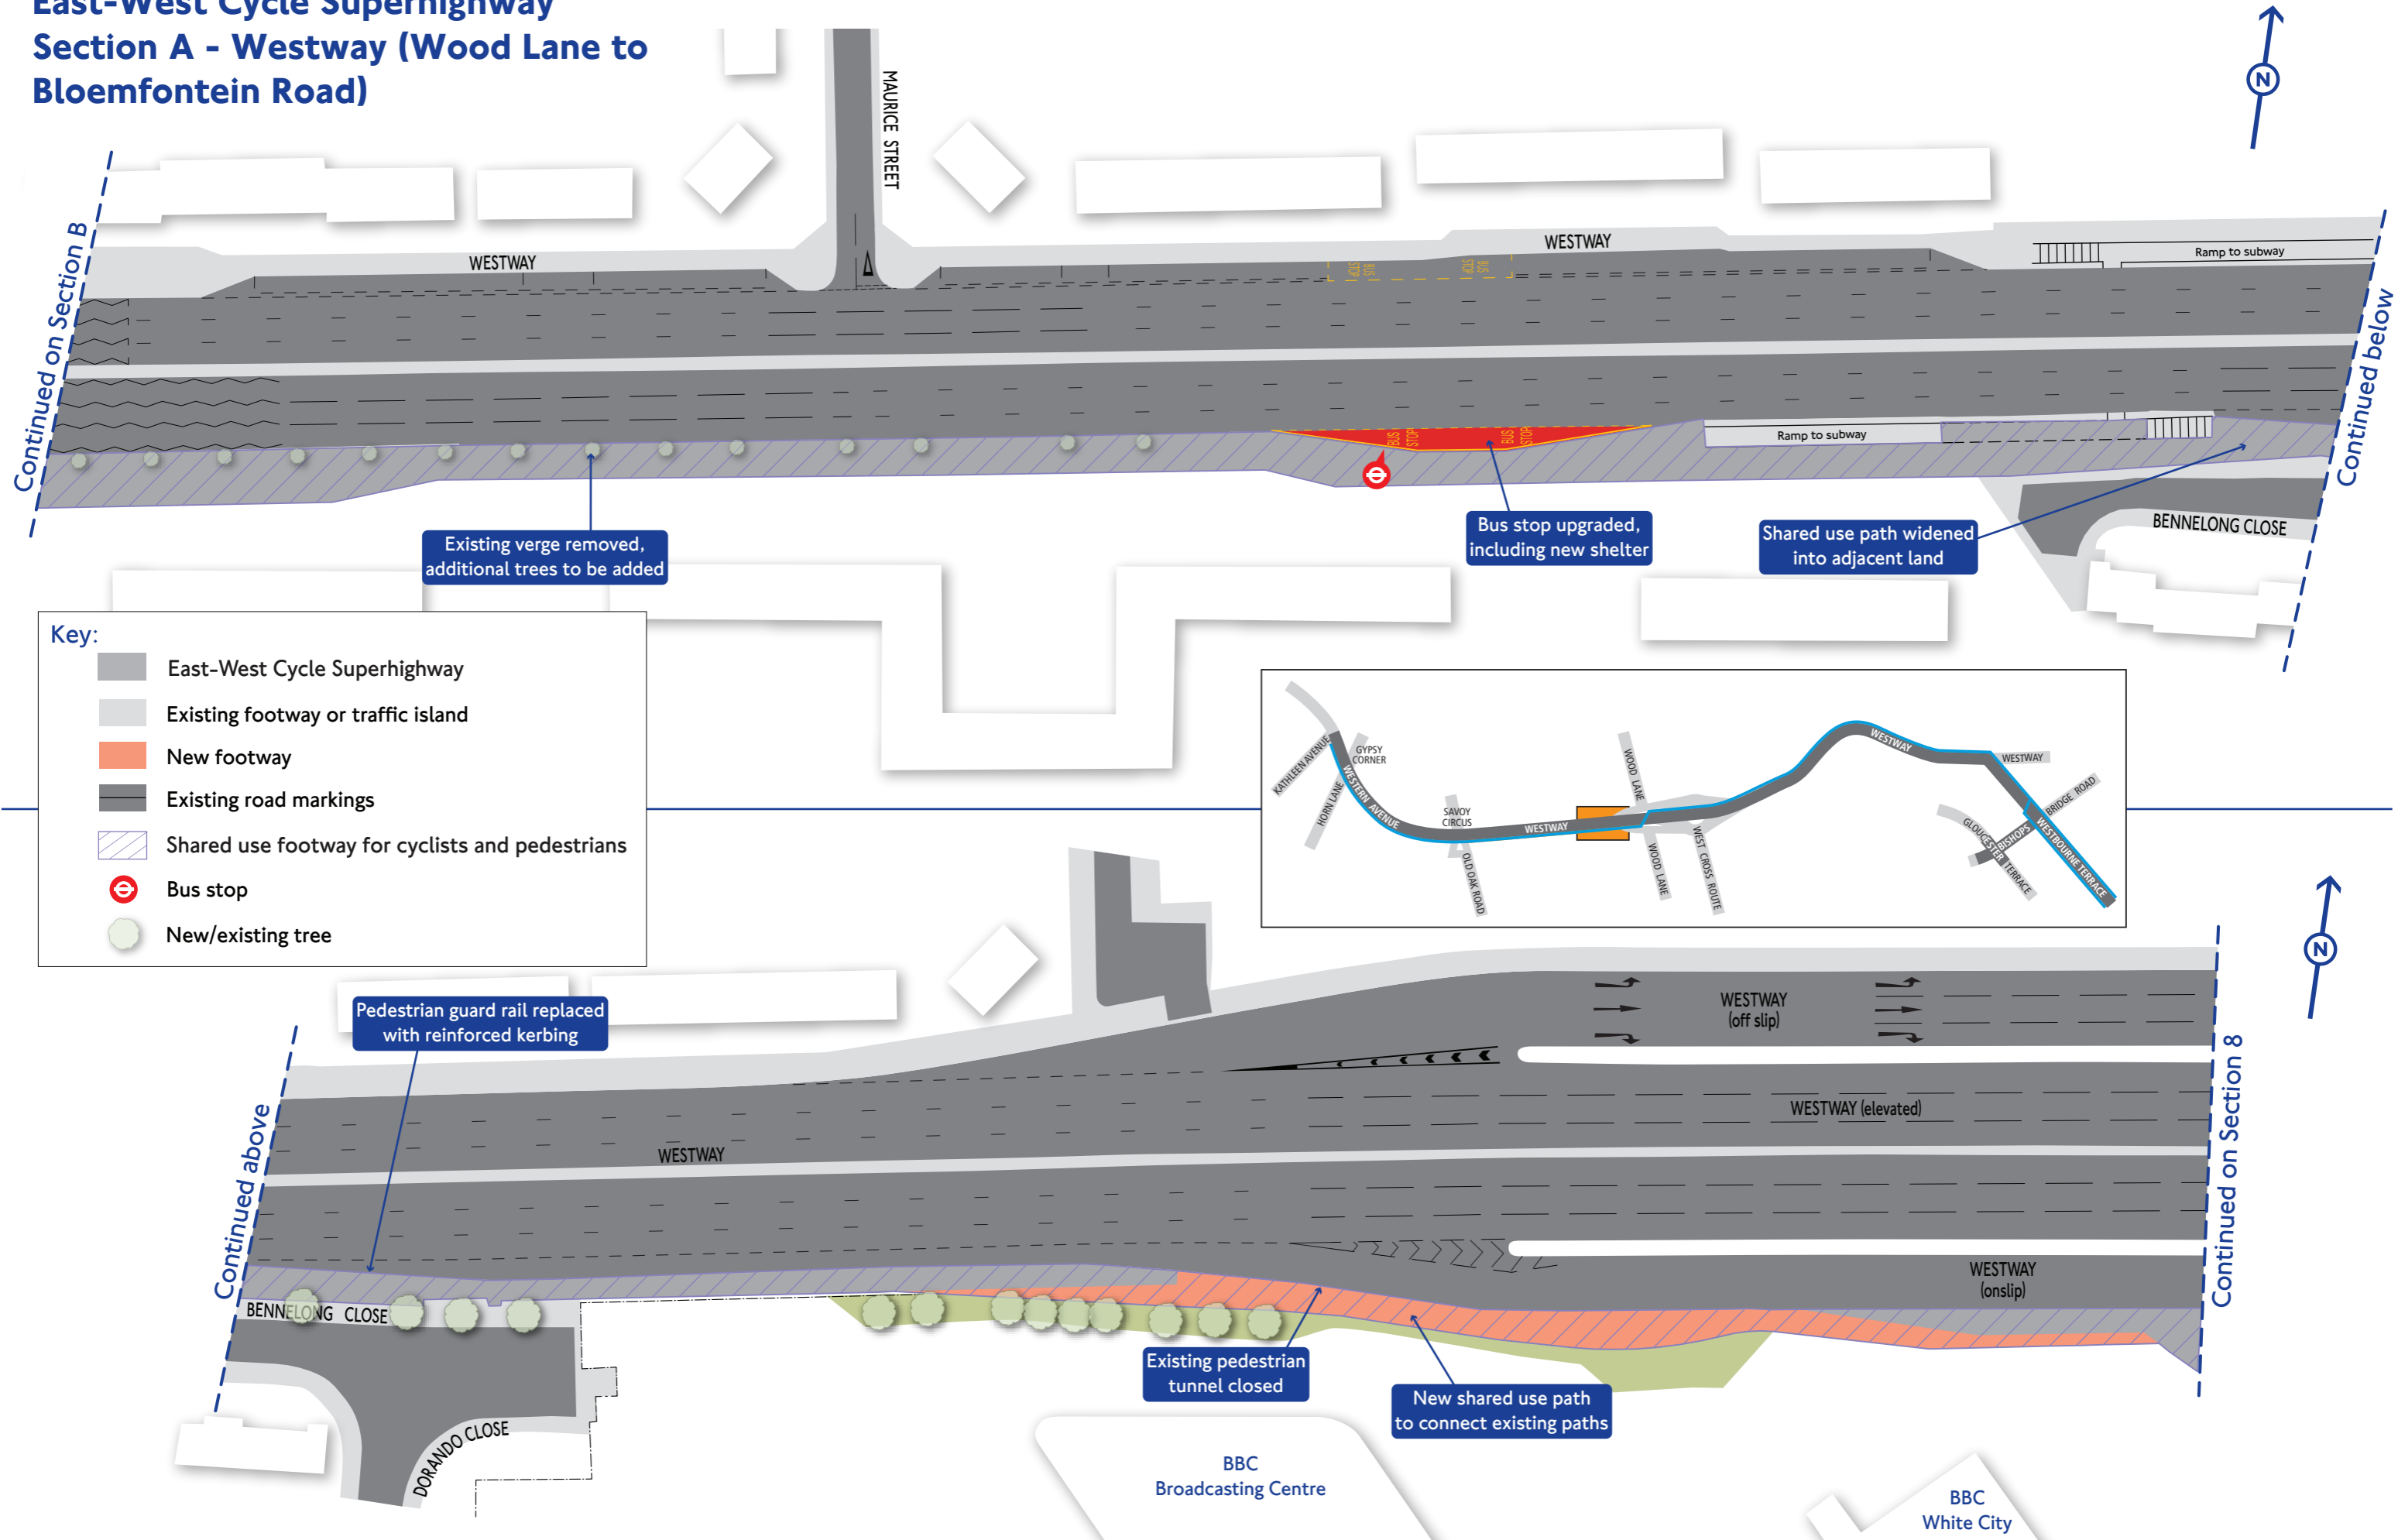 East-West Cycle Superhighway
Section A - Westway (Wood Lane to
Bloemfontein Road)
N
MAURICE STREET
Continued on Section B
WESTWAY
WESTWAY
BUS STOP
BUS STOP
Ramp to subway
Continued below
BUS STOP
BUS STOP
Ramp to subway
BENNELONG CLOSE
Existing verge removed,
additional trees to be added
Bus stop upgraded,
including new shelter
Shared use path widened
into adjacent land
Key:
East-West Cycle Superhighway
Existing footway or traffic island
New footway
Existing road markings
Shared use footway for cyclists and pedestrians
Bus stop
New/existing tree
KATHLEEN AVENUE
GYPSY
CORNER
HORN LANE
WESTERN AVENUE
SAVOY
CIRCUS
OLD OAK ROAD
WESTWAY
WOOD LANE
WOOD LANE
WEST CROSS ROUTE
WESTWAY
WESTWAY
BRIDGE ROAD
BISHOPS
GLOUCESTER TERRACE
WESTBOURNE TERRACE
N
Pedestrian guard rail replaced
with reinforced kerbing
Continued above
WESTWAY
(off slip)
WESTWAY (elevated)
WESTWAY
WESTWAY
(onslip)
Continued on Section 8
BENNELONG CLOSE
DORANDO CLOSE
Existing pedestrian
tunnel closed
New shared use path
to connect existing paths
BBC
Broadcasting Centre
BBC
White City